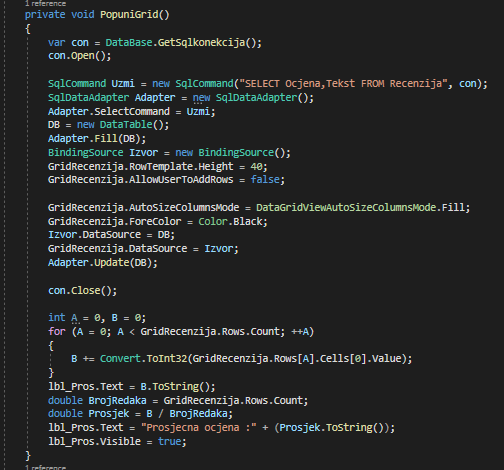 1 reference
private void PopuniGrid()
{
var con = DataBase.GetSqlkonekcija();
con.Open();
SqlCommand Uzmi = new SqlCommand("SELECT Ocjena,Tekst FROM Recenzija", con);
SqlDataAdapter Adapter = new SqlDataAdapter();
Adapter.SelectCommand = Uzmi;
DB = new DataTable();
Adapter.Fill(DB);
BindingSource Izvor = new BindingSource();
GridRecenzija.RowTemplate.Height = 40;
GridRecenzija.AllowUserToAddRows = false;
GridRecenzija.AutoSizeColumnsMode = DataGridViewAutoSizeColumnsMode.Fill;
GridRecenzija.ForeColor = Color.Black;
Izvor.DataSource = DB;
GridRecenzija.DataSource = Izvor;
Adapter.Update(DB);
con.Close();
int A = 0, B = 0;
for (A = 0; A < GridRecenzija.Rows.Count; ++A)
{
B += Convert.ToInt32(GridRecenzija.Rows[A].Cells[0].Value);
}
lbl_Pros.Text = B.ToString();
double BrojRedaka = GridRecenzija.Rows.Count;
double Prosjek = B / BrojRedaka;
lbl_Pros.Text = "Prosjecna ocjena :" + (Prosjek.ToString());
lbl_Pros.Visible = true;
}
1 reference